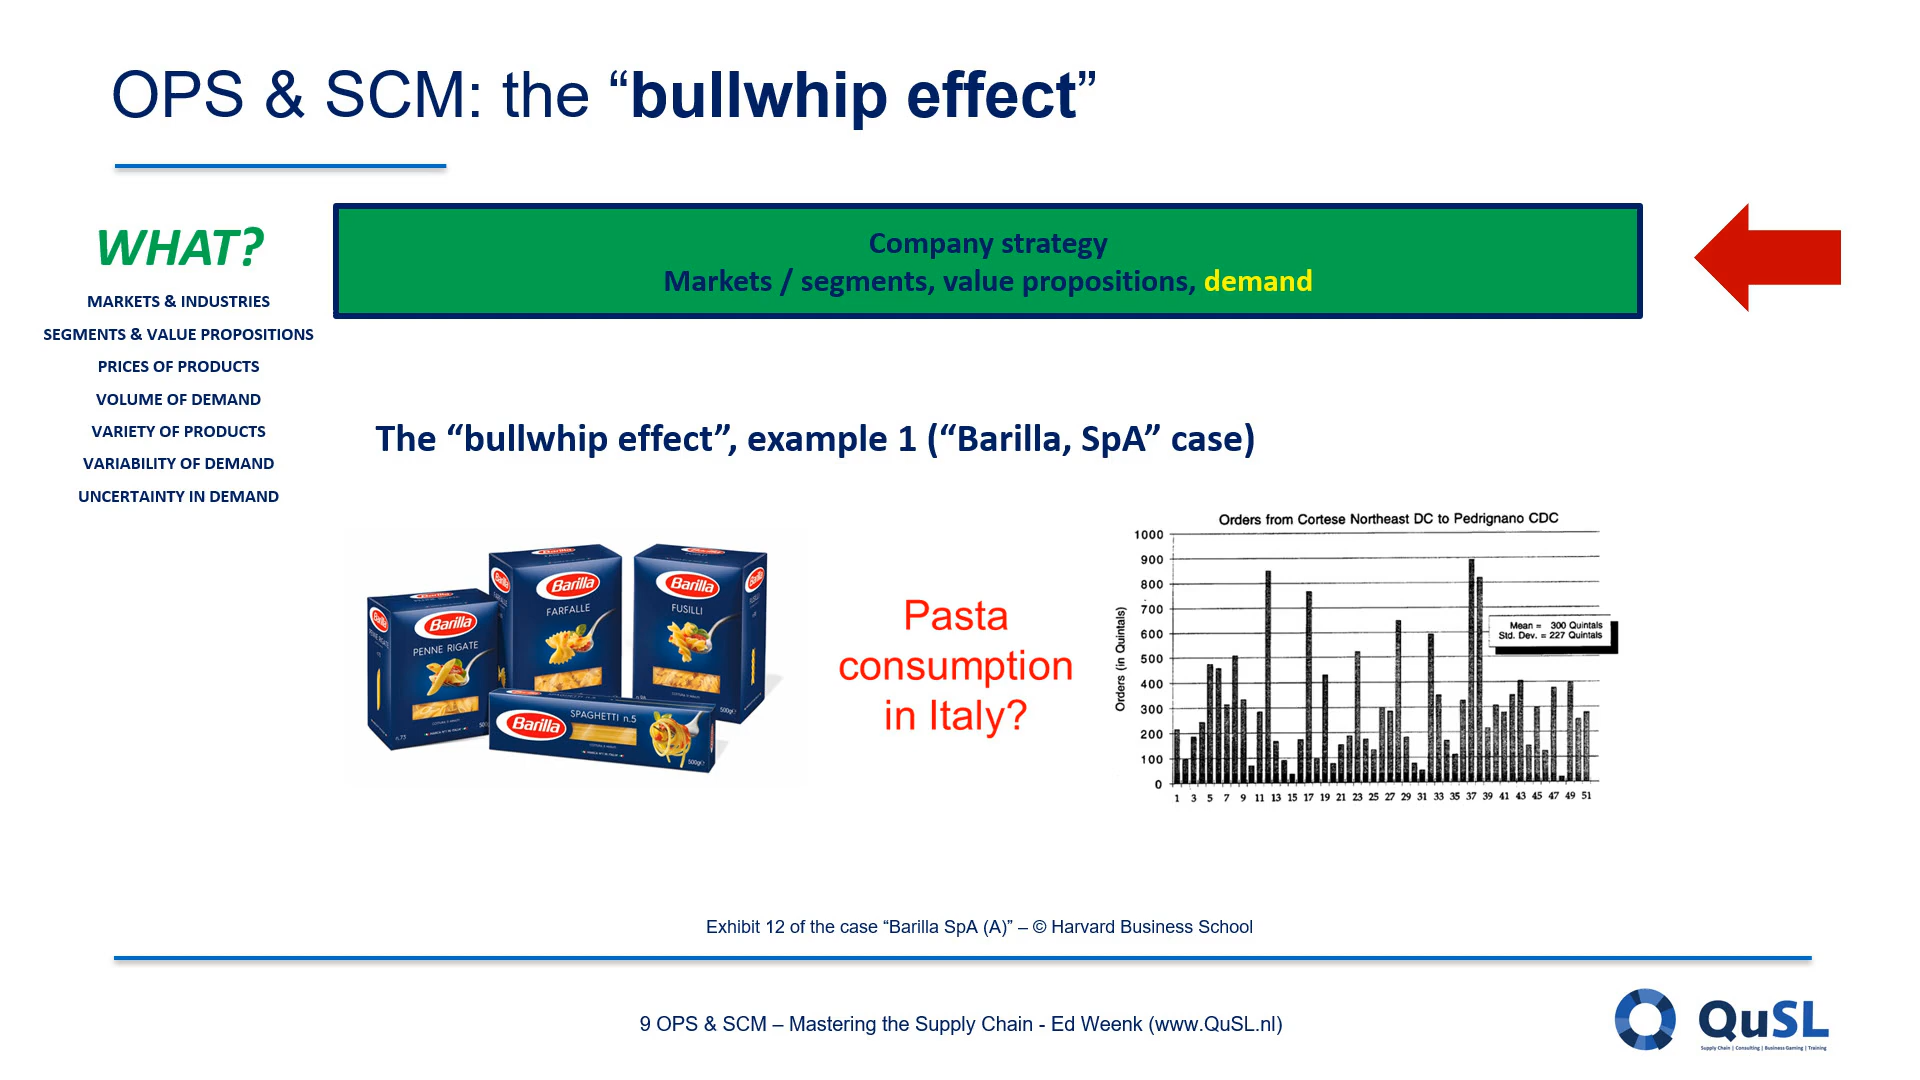 OPS & SCM: the “bullwhip effect”
WHAT?
MARKETS & INDUSTRIES
SEGMENTS & VALUE PROPOSITIONS
PRICES OF PRODUCTS
VOLUME OF DEMAND
VARIETY OF PRODUCTS
VARIABILITY OF DEMAND
UNCERTAINTY IN DEMAND
Company strategy
Markets / segments, value propositions, demand
The “bullwhip effect”, example 1 (“Barilla, SpA” case)
Barilla
PENNE RIGATE
n.73
Barilla
FARFALLE
Barilla
FUSILLI
500g
Barilla
SPAGHETTI n.5
500g
Pasta
consumption
in Italy?
Orders from Cortese Northeast DC to Pedrignano CDC
Orders (in Quintals)
1000
900
800
700
600
500
400
300
200
100
0
Mean = 300 Quintals
Std. Dev. = 227 Quintals
1 3 5 7 9 11 13 15 17 19 21 23 25 27 29 31 33 35 37 39 41 43 45 47 49 51
Exhibit 12 of the case “Barilla SpA (A)” – © Harvard Business School
9 OPS & SCM – Mastering the Supply Chain - Ed Weenk (www.QuSL.nl)
QuSL
Supply Chain | Consulting | Business Gaming | Training